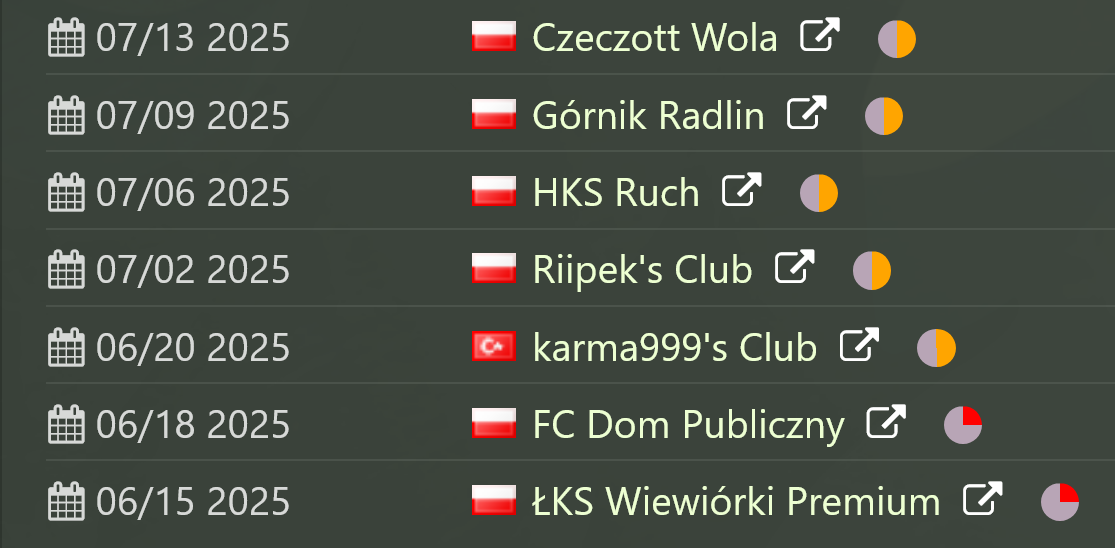 07/13 2025 Czeczott Wola
07/09 2025 Górnik Radlin
07/06 2025 HKS Ruch
07/02 2025 Riipek's Club
06/20 2025 karma999's Club
06/18 2025 FC Dom Publiczny
06/15 2025 ŁKS Wiewiórki Premium